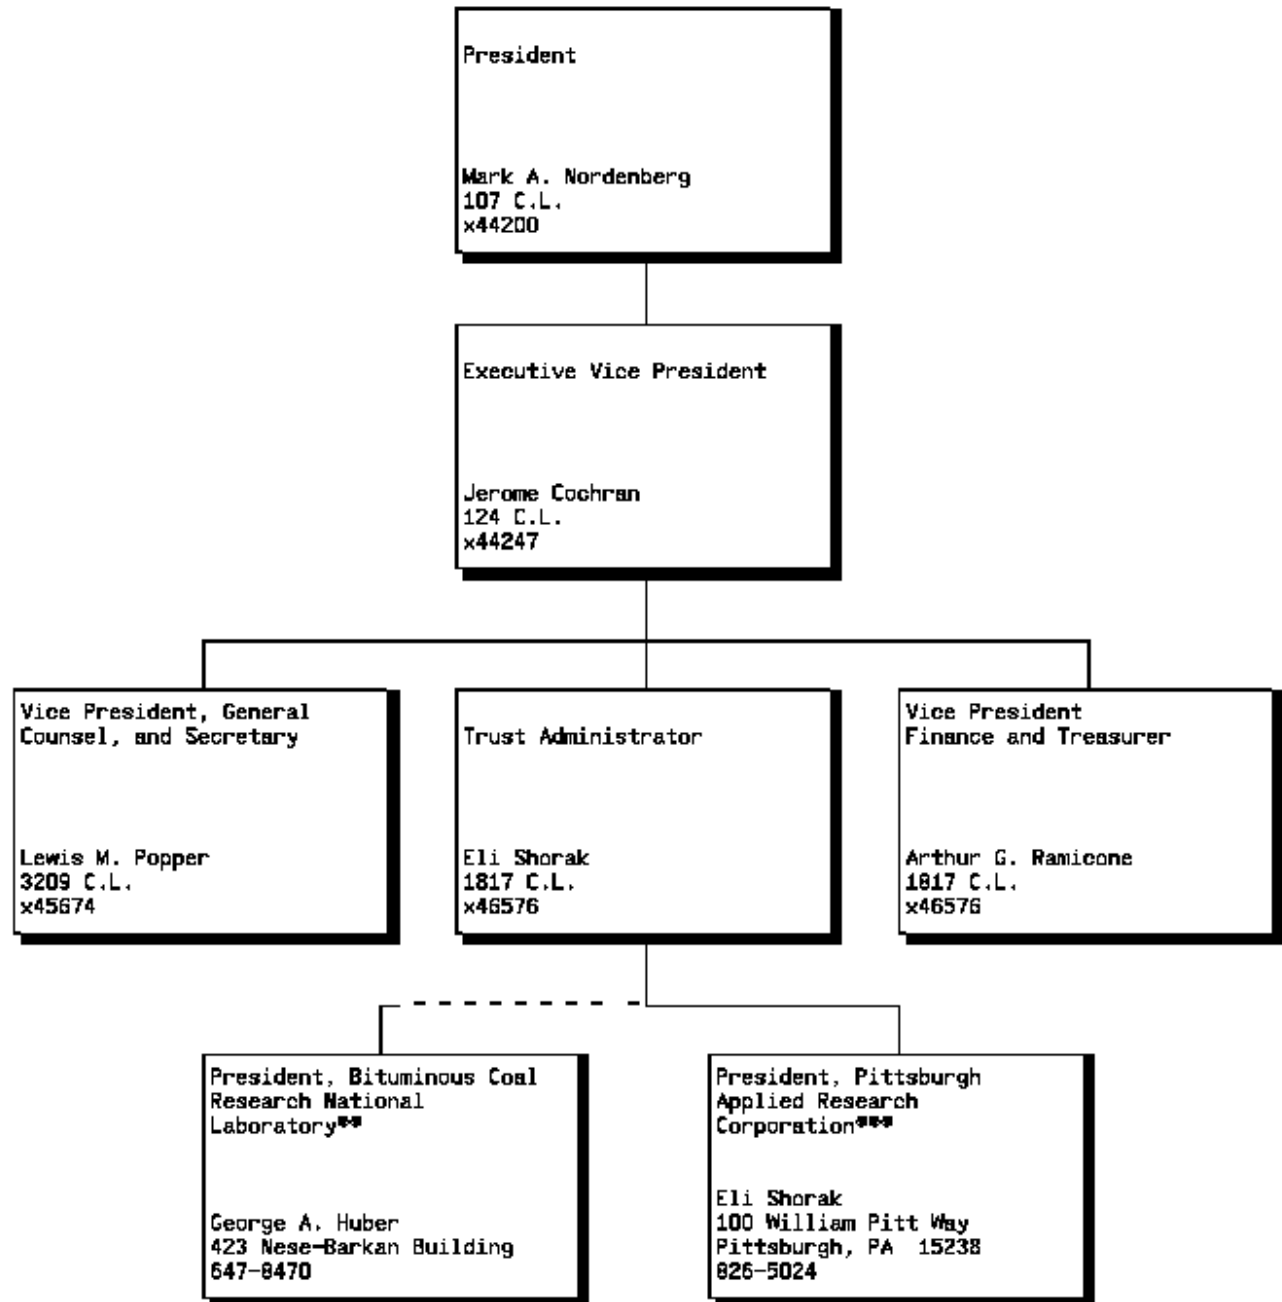 President
Mark A. Nordenberg
107 C.L.
x44200
Executive Vice President
Jerome Cochran
124 C.L.
x44247
Vice President, General
Counsel, and Secretary
Lewis M. Popper
3209 C.L.
x45674
Trust Administrator
Eli Shorak
1817 C.L.
x46576
Vice President
Finance and Treasurer
Arthur G. Ramicone
1817 C.L.
x46576
President, Bituminous Coal
Research National
Laboratory**
George A. Huber
423 Nese-Barkan Building
647-8470
President, Pittsburgh
Applied Research
Corporation***
Eli Shorak
100 William Pitt Way
Pittsburgh, PA  15238
826-5024